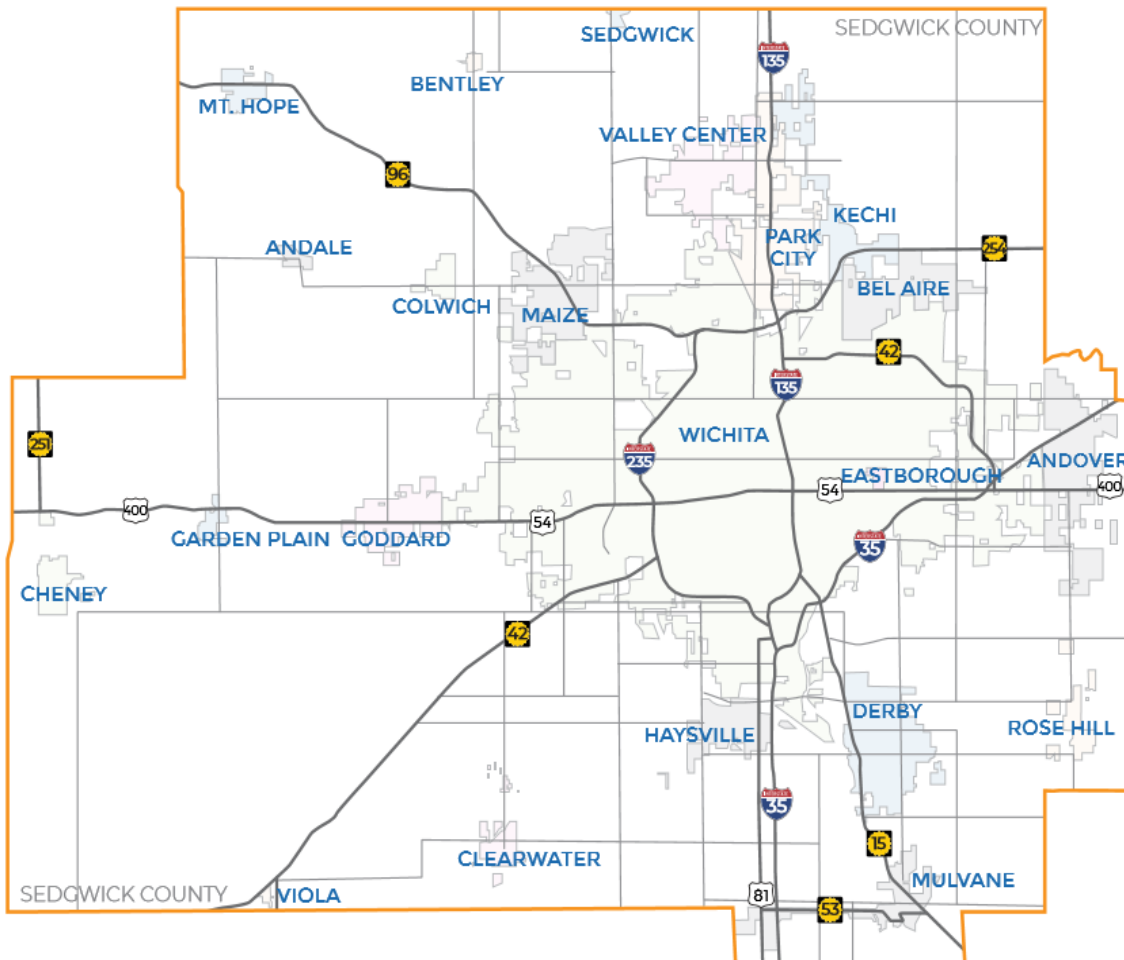 SEDGWICK
SEDGWICK COUNTY
135
BENTLEY
MT. HOPE
VALLEY CENTER
96
KECHI
PARK
CITY
ANDALE
254
BEL AIRE
COLWICH
MAIZE
42
135
WICHITA
251
235
ANDOVER
EASTBOROUGH
54
400
400
54
GARDEN PLAIN
GODDARD
35
CHENEY
42
DERBY
ROSE HILL
HAYSVILLE
35
15
CLEARWATER
MULVANE
SEDGWICK COUNTY
VIOLA
81
53